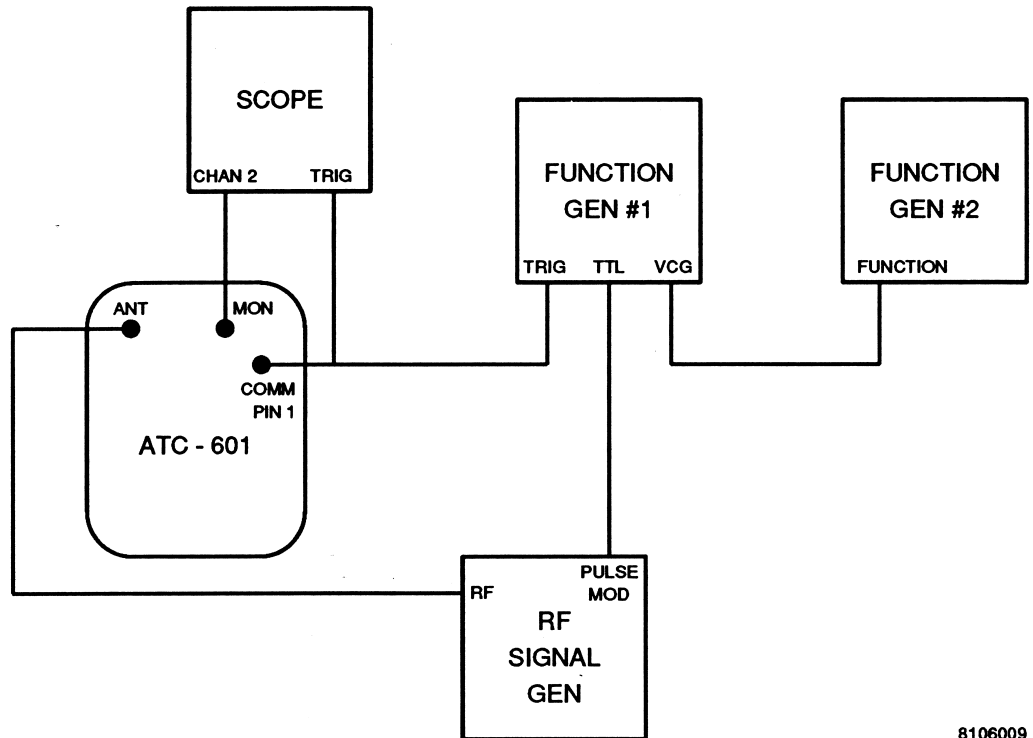 SCOPE
CHAN 2 TRIG
FUNCTION
GEN #1
TRIG TTL VCG
FUNCTION
GEN #2
FUNCTION
ANT
MON
COMM
PIN 1
ATC - 601
RF
PULSE
MOD
RF
SIGNAL
GEN
8106009